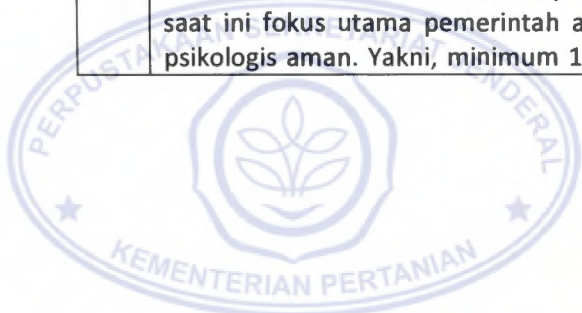 saat ini fokus utama pemerintah a
psikologis aman. Yakni, minimum 1
PERPUSTAKAAN SEKRETARIAT JENDERAL
KEMENTERIAN PERTANIAN